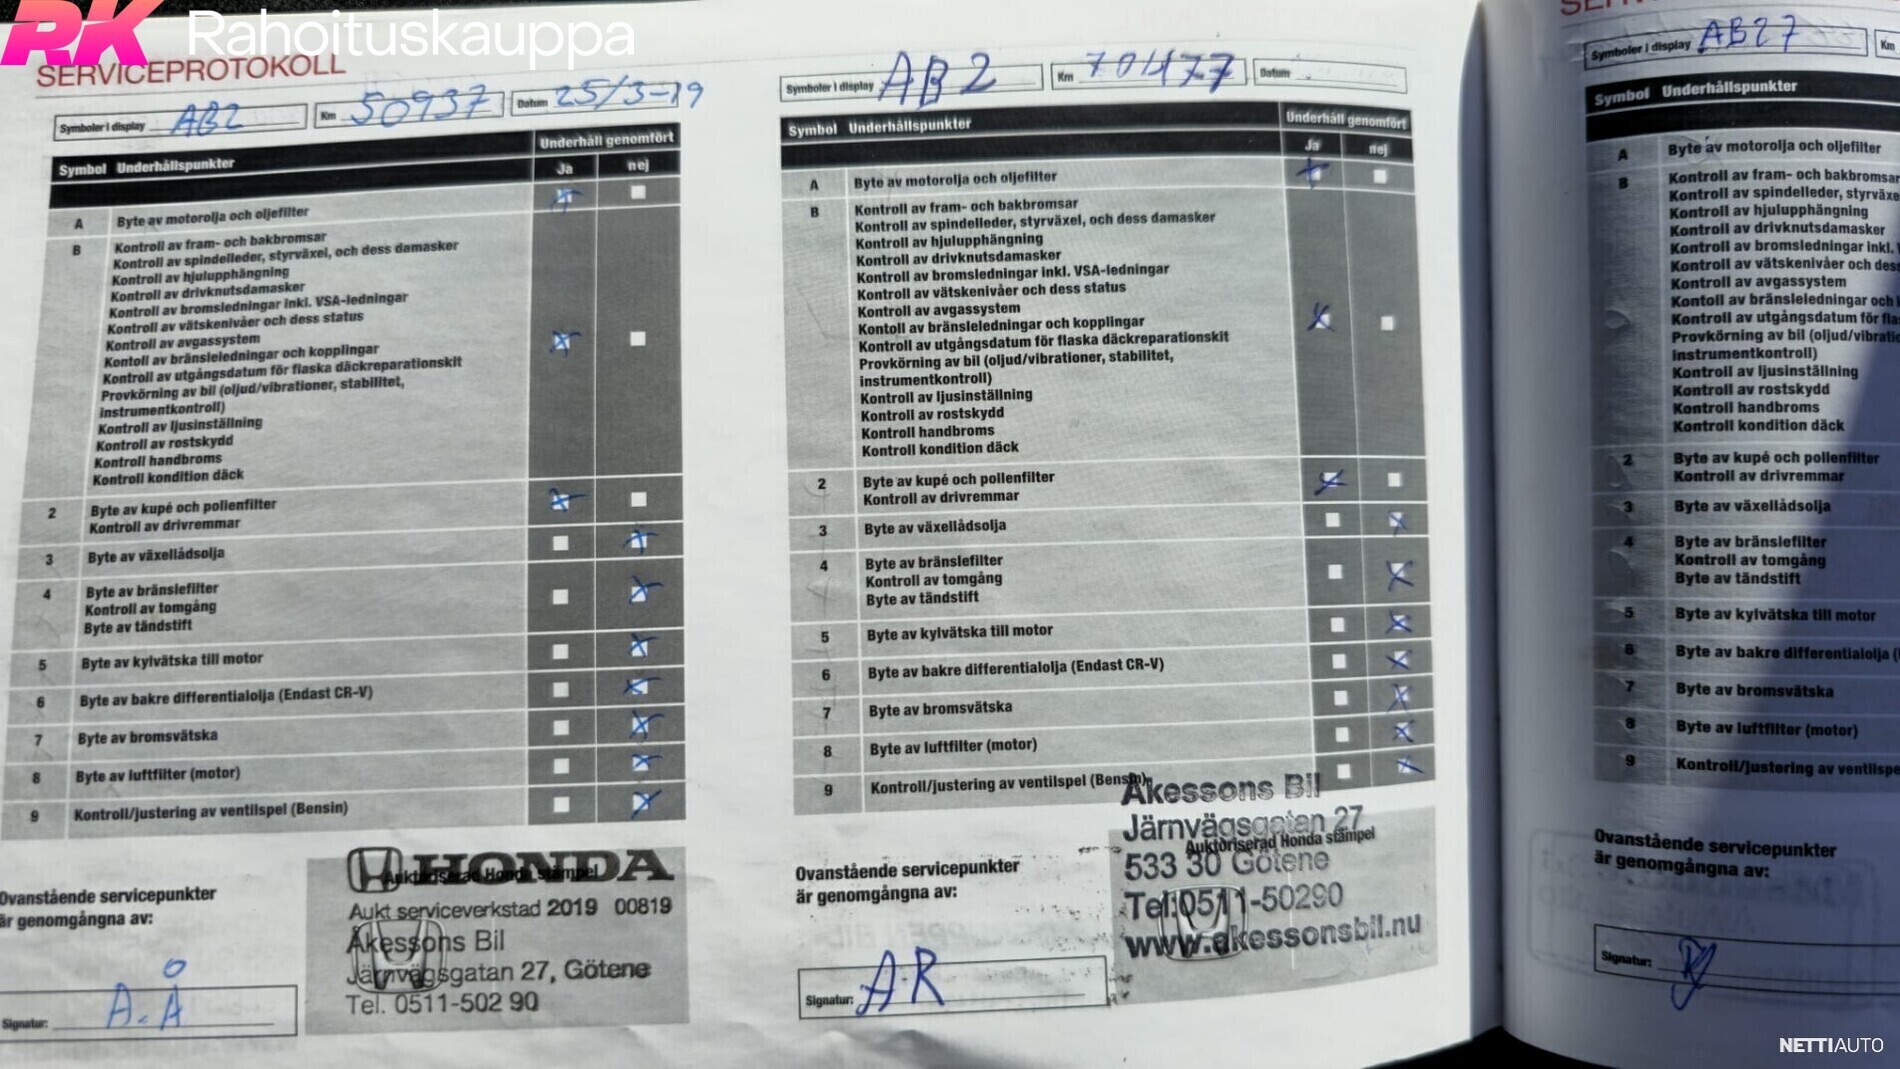 RK Rahoituskauppa
SERVICEPROTOKOLL
Symboler i display AB2 Km 50937 Datum 25/3-19
Symbol Underhållspunkter Underhåll genomfört
Ja nej
A Byte av motorolja och oljefilter
B Kontroll av fram- och bakbromsar
Kontroll av spindelleder, styrväxel, och dess damasker
Kontroll av hjulupphängning
Kontroll av drivknutsdamasker
Kontroll av bromsledningar inkl. VSA-ledningar
Kontroll av vätskenivåer och dess status
Kontroll av avgassystem
Kontoll av bränsleledningar och kopplingar
Kontroll av utgångsdatum för flaska däckreparationskit
Provkörning av bil (oljud/vibrationer, stabilitet,
instrumentkontroll)
Kontroll av ljusinställning
Kontroll av rostskydd
Kontroll handbroms
Kontroll kondition däck
2 Byte av kupé och pollenfilter
Kontroll av drivremmar
3 Byte av växellådsolja
4 Byte av bränslefilter
Kontroll av tomgång
Byte av tändstift
5 Byte av kylvätska till motor
6 Byte av bakre differentialolja (Endast CR-V)
7 Byte av bromsvätska
8 Byte av luftfilter (motor)
9 Kontroll/justering av ventilspel (Bensin)
Ovanstående servicepunkter
är genomgångna av:
Signatur: A.Å
HONDA
Auktoriserad Honda stämpel
Aukt serviceverkstad 2019 00819
Åkessons Bil
Järnvägsgatan 27, Götene
Tel. 0511-502 90
Symboler i display AB2 Km 70477 Datum
Symbol Underhållspunkter Underhåll genomfört
Ja nej
A Byte av motorolja och oljefilter
B Kontroll av fram- och bakbromsar
Kontroll av spindelleder, styrväxel, och dess damasker
Kontroll av hjulupphängning
Kontroll av drivknutsdamasker
Kontroll av bromsledningar inkl. VSA-ledningar
Kontroll av vätskenivåer och dess status
Kontroll av avgassystem
Kontoll av bränsleledningar och kopplingar
Kontroll av utgångsdatum för flaska däckreparationskit
Provkörning av bil (oljud/vibrationer, stabilitet,
instrumentkontroll)
Kontroll av ljusinställning
Kontroll av rostskydd
Kontroll handbroms
Kontroll kondition däck
2 Byte av kupé och pollenfilter
Kontroll av drivremmar
3 Byte av växellådsolja
4 Byte av bränslefilter
Kontroll av tomgång
Byte av tändstift
5 Byte av kylvätska till motor
6 Byte av bakre differentialolja (Endast CR-V)
7 Byte av bromsvätska
8 Byte av luftfilter (motor)
9 Kontroll/justering av ventilspel (Bensin)
Ovanstående servicepunkter
är genomgångna av:
Signatur: A.R
Åkessons Bil
Järnvägsgatan 27
Auktoriserad Honda stämpel
533 30 Götene
Tel:0511-50290
www.akessonsbil.nu
Symboler i display AB27 Km
Symbol Underhållspunkter
A Byte av motorolja och oljefilter
B Kontroll av fram- och bakbromsar
Kontroll av spindelleder, styrväxe
Kontroll av hjulupphängning
Kontroll av drivknutsdamasker
Kontroll av bromsledningar inkl.
Kontroll av vätskenivåer och dess
Kontroll av avgassystem
Kontoll av bränsleledningar och
Kontroll av utgångsdatum för
Provkörning av bil
instrumentkontroll)
Kontroll av ljusinställning
Kontroll av rostskydd
Kontroll handbroms
Kontroll kondition däck
2 Byte av kupé och pollenfilter
Kontroll av drivremmar
3 Byte av växellådsolja
4 Byte av bränslefilter
Kontroll av tomgång
Byte av tändstift
5 Byte av kylvätska till motor
6 Byte av bakre differentialolja
7 Byte av bromsvätska
8 Byte av luftfilter (motor)
9 Kontroll/justering av ventilspe
Ovanstående servicepunkter
är genomgångna av:
Signatur:
NETTIAUTO